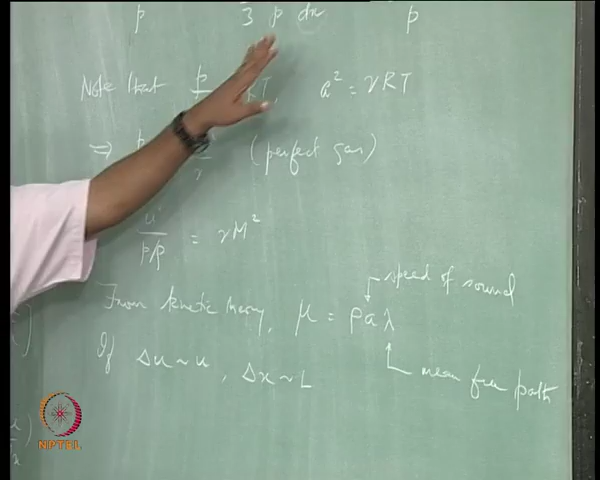 p 3 p dx p
Note that p RT, a² = γRT
⇒ p γ (perfect gas)
u² / p/ρ = γM²
speed of sound
From kinetic theory, μ = ρaλ
If Δu ~ u, Δx ~ L
mean free path
NPTEL